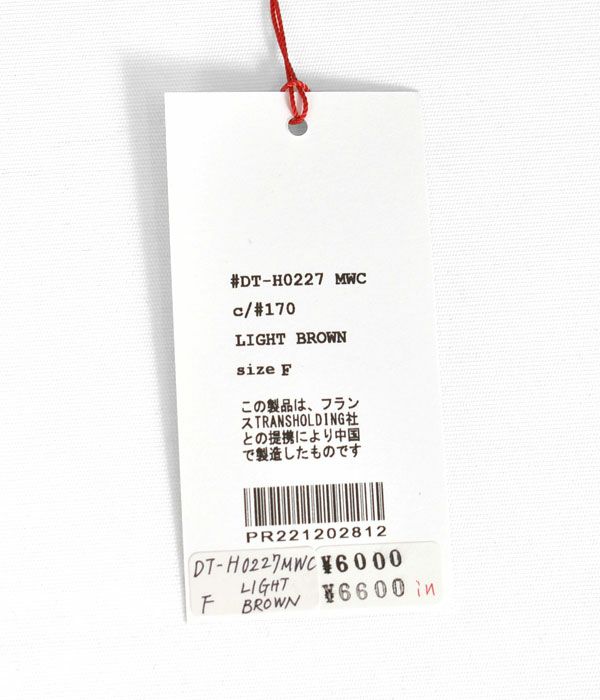 #DT-H0227 MWC
c/#170
LIGHT BROWN
size F
この製品は、フラン
スTRANSHOLDING社
との提携により中国
で製造したものです
PR221202812
DT-H0227MWC
F LIGHT
BROWN
¥6000
¥6600 in